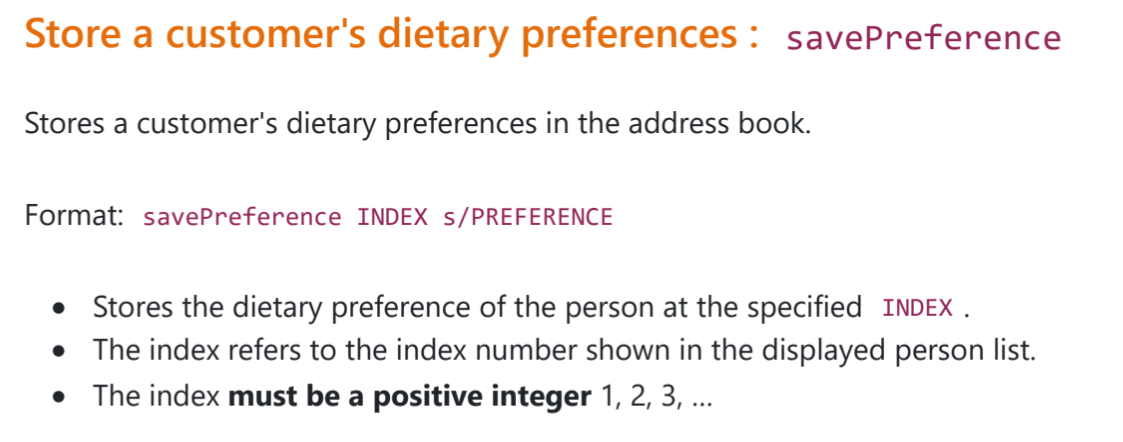 Store a customer's dietary preferences : savePreference
Stores a customer's dietary preferences in the address book.
Format: savePreference INDEX s/PREFERENCE
• Stores the dietary preference of the person at the specified INDEX .
• The index refers to the index number shown in the displayed person list.
• The index must be a positive integer 1, 2, 3, …